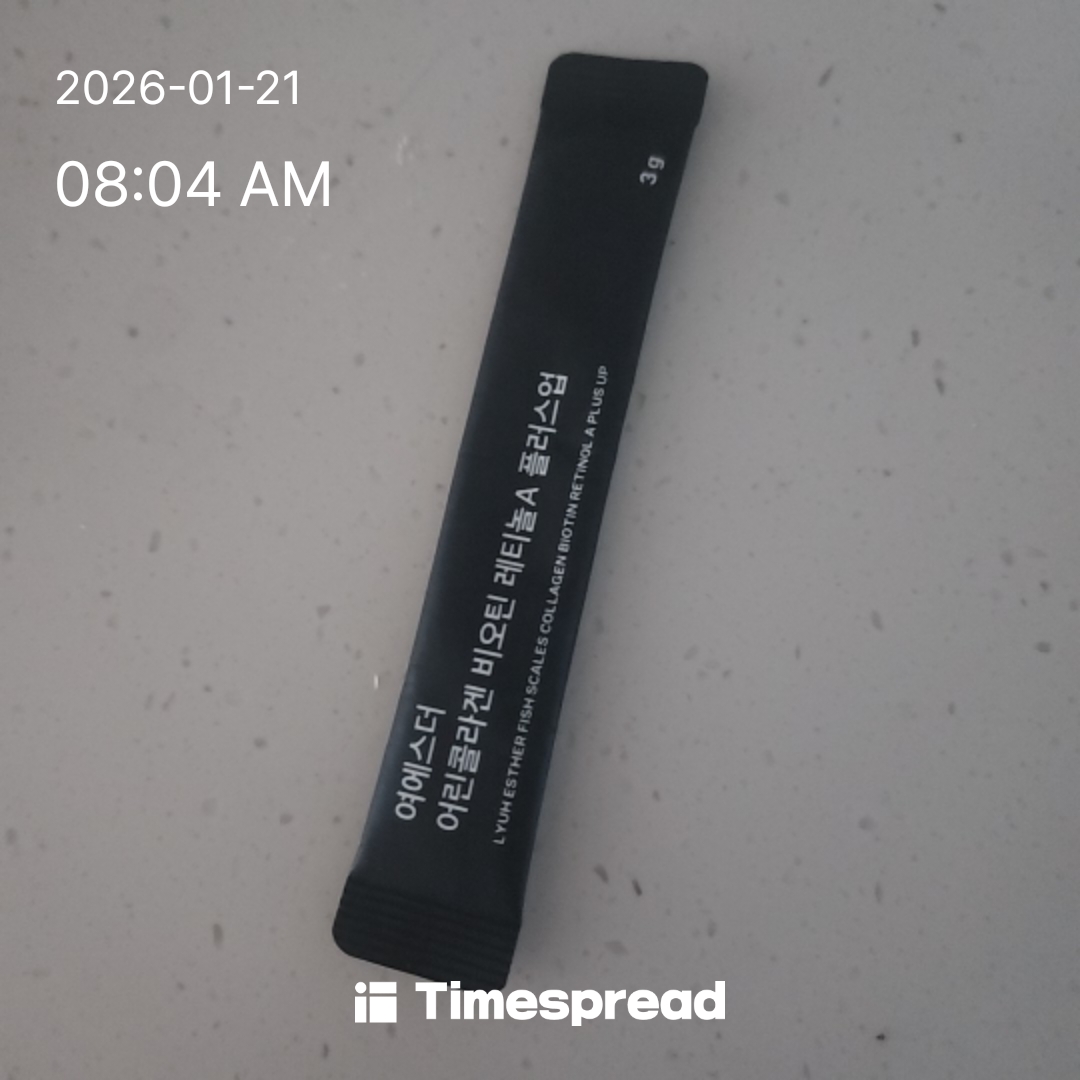 2026-01-21
08:04 AM
3g
여에스더
어린콜라겐 비오틴 레티놀A 플러스업
LYUH ESTHER FISH SCALES COLLAGEN BIOTIN RETINOL A PLUS UP
Timespread